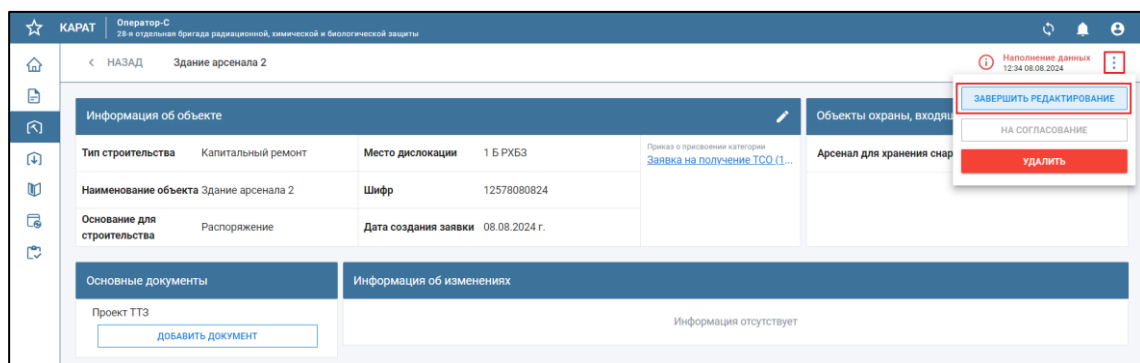 КАРАТ
Оператор-С
28-я отдельная бригада радиационной, химической и биологической защиты
НАЗАД
Здание арсенала 2
Наполнение данных
12:34 08.08.2024
ЗАВЕРШИТЬ РЕДАКТИРОВАНИЕ
НА СОГЛАСОВАНИЕ
УДАЛИТЬ
Информация об объекте
Объекты охраны, входящ
Тип строительства Капитальный ремонт
Место дислокации 1 Б РХБЗ
Приказ о присвоении категории
Заявка на получение ТСО (1...
Арсенал для хранения снар
Наименование объекта Здание арсенала 2
Шифр 12578080824
Основание для
строительства
Распоряжение
Дата создания заявки 08.08.2024 г.
Основные документы
Информация об изменениях
Проект ТТЗ
ДОБАВИТЬ ДОКУМЕНТ
Информация отсутствует